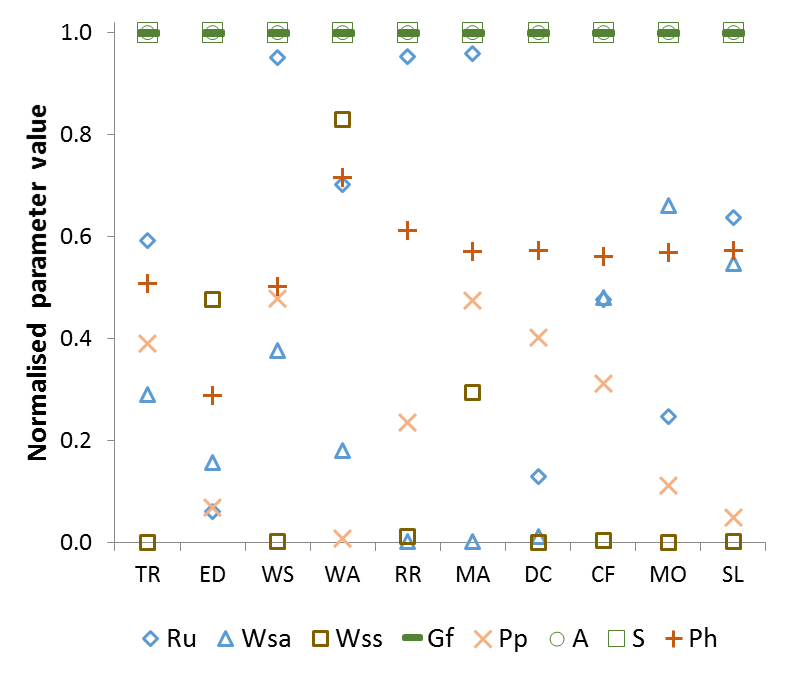 Normalised parameter value
1.0
0.8
0.6
0.4
0.2
0.0
TR ED WS WA RR MA DC CF MO SL
Ru Wsa Wss Gf Pp A S Ph